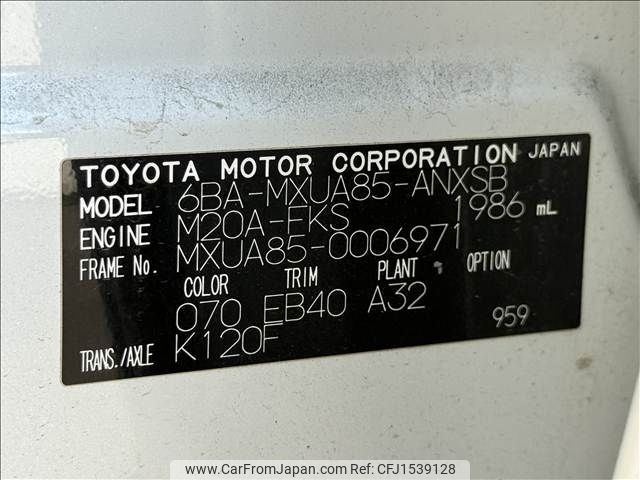 TOYOTA MOTOR CORPORATION JAPAN
MODEL 6BA-MXUA85-ANXSB
ENGINE M20A-FKS 1986 mL
FRAME No. MXUA85-0006971
COLOR TRIM PLANT OPTION
070 EB40 A32
959
TRANS./AXLE K120F
www.CarFromJapan.com | Ref No. CFJ1539128